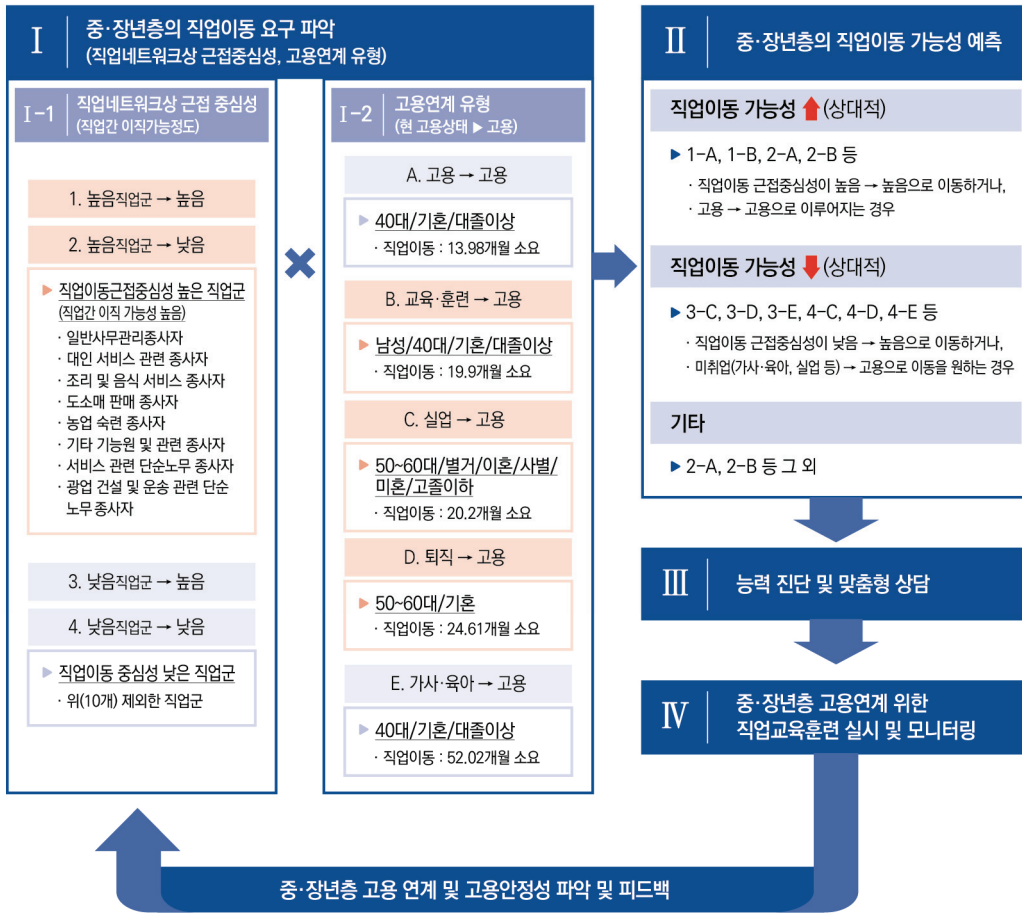 Ⅰ
중·장년층의 직업이동 요구 파악
(직업네트워크상 근접중심성, 고용연계 유형)
Ⅰ-1
직업네트워크상 근접 중심성
(직업간 이직가능정도)
1. 높음직업군 → 높음
2. 높음직업군 → 낮음
▶ 직업이동근접중심성 높은 직업군
(직업간 이직 가능성 높음)
· 일반사무관리종사자
· 대인 서비스 관련 종사자
· 조리 및 음식 서비스 종사자
· 도소매 판매 종사자
· 농업 숙련 종사자
· 기타 기능원 및 관련 종사자
· 서비스 관련 단순노무 종사자
· 광업 건설 및 운송 관련 단순
노무 종사자
3. 낮음직업군 → 높음
4. 낮음직업군 → 낮음
▶ 직업이동 중심성 낮은 직업군
· 위(10개) 제외한 직업군
Ⅰ-2
고용연계 유형
(현 고용상태 ▶ 고용)
A. 고용 → 고용
▶ 40대/기혼/대졸이상
· 직업이동 : 13.98개월 소요
B. 교육·훈련 → 고용
▶ 남성/40대/기혼/대졸이상
· 직업이동 : 19.9개월 소요
C. 실업 → 고용
▶ 50~60대/별거/이혼/사별/
미혼/고졸이하
· 직업이동 : 20.2개월 소요
D. 퇴직 → 고용
▶ 50~60대/기혼
· 직업이동 : 24.61개월 소요
E. 가사·육아 → 고용
▶ 40대/기혼/대졸이상
· 직업이동 : 52.02개월 소요
Ⅱ
중·장년층의 직업이동 가능성 예측
직업이동 가능성 ⬆ (상대적)
▶ 1-A, 1-B, 2-A, 2-B 등
· 직업이동 근접중심성이 높음 → 높음으로 이동하거나,
· 고용 → 고용으로 이루어지는 경우
직업이동 가능성 ⬇ (상대적)
▶ 3-C, 3-D, 3-E, 4-C, 4-D, 4-E 등
· 직업이동 근접중심성이 낮음 → 높음으로 이동하거나,
· 미취업(가사·육아, 실업 등) → 고용으로 이동을 원하는 경우
기타
▶ 2-A, 2-B 등 그 외
Ⅲ
능력 진단 및 맞춤형 상담
Ⅳ
중·장년층 고용연계 위한
직업교육훈련 실시 및 모니터링
중·장년층 고용 연계 및 고용안정성 파악 및 피드백